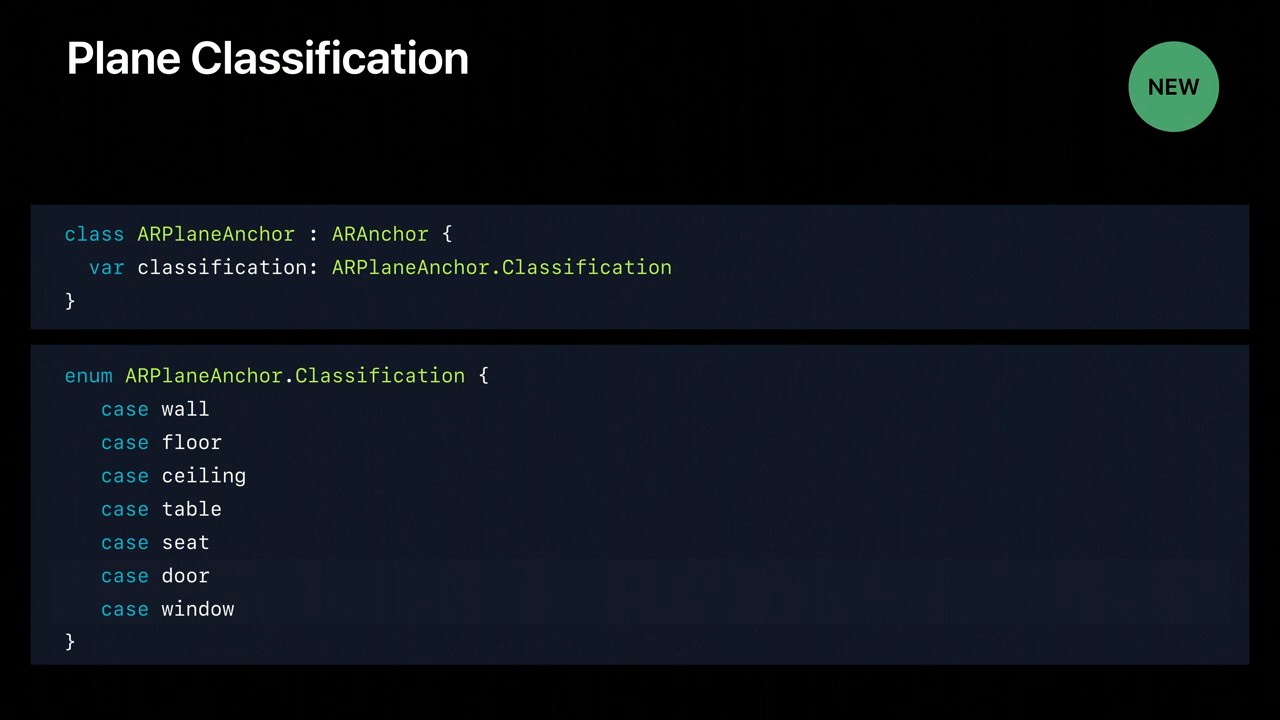 Plane Classification
NEW
class ARPlaneAnchor : ARAnchor {
  var classification: ARPlaneAnchor.Classification
}
enum ARPlaneAnchor.Classification {
   case wall
   case floor
   case ceiling
   case table
   case seat
   case door
   case window
}